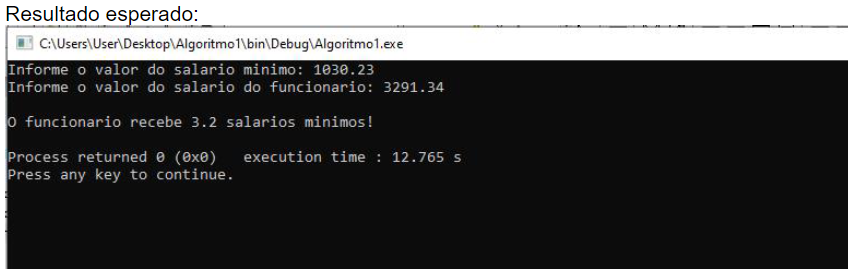 Resultado esperado:
C:\Users\User\Desktop\Algoritmo1\bin\Debug\Algoritmo1.exe
Informe o valor do salario minimo: 1030.23
Informe o valor do salario do funcionario: 3291.34
O funcionario recebe 3.2 salarios minimos!
Process returned 0 (0x0)   execution time : 12.765 s
Press any key to continue.